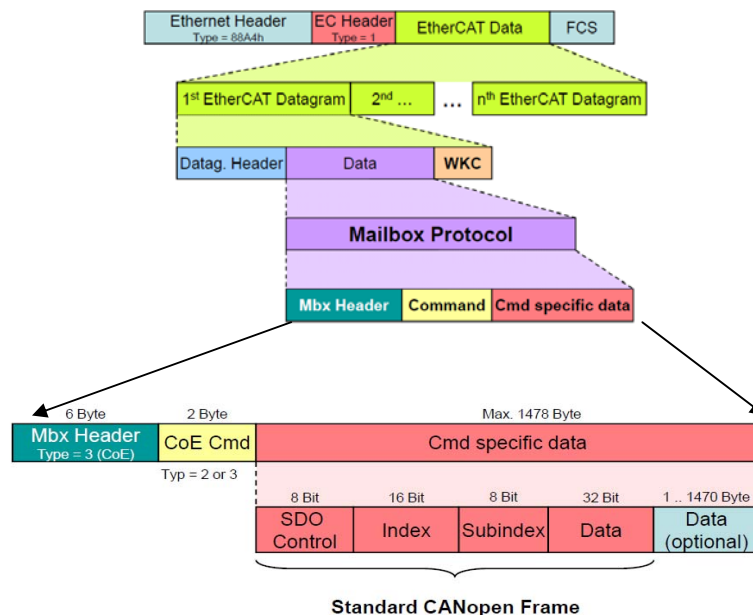 Ethernet Header
Type = 88A4h
EC Header
Type = 1
EtherCAT Data
FCS
1st EtherCAT Datagram
2nd ...
...
nth EtherCAT Datagram
Datag. Header
Data
WKC
Mailbox Protocol
Mbx Header
Command
Cmd specific data
6 Byte
2 Byte
Max. 1478 Byte
Mbx Header
Type = 3 (CoE)
CoE Cmd
Cmd specific data
Typ = 2 or 3
8 Bit
16 Bit
8 Bit
32 Bit
1 .. 1470 Byte
SDO
Control
Index
Subindex
Data
Data
(optional)
Standard CANopen Frame